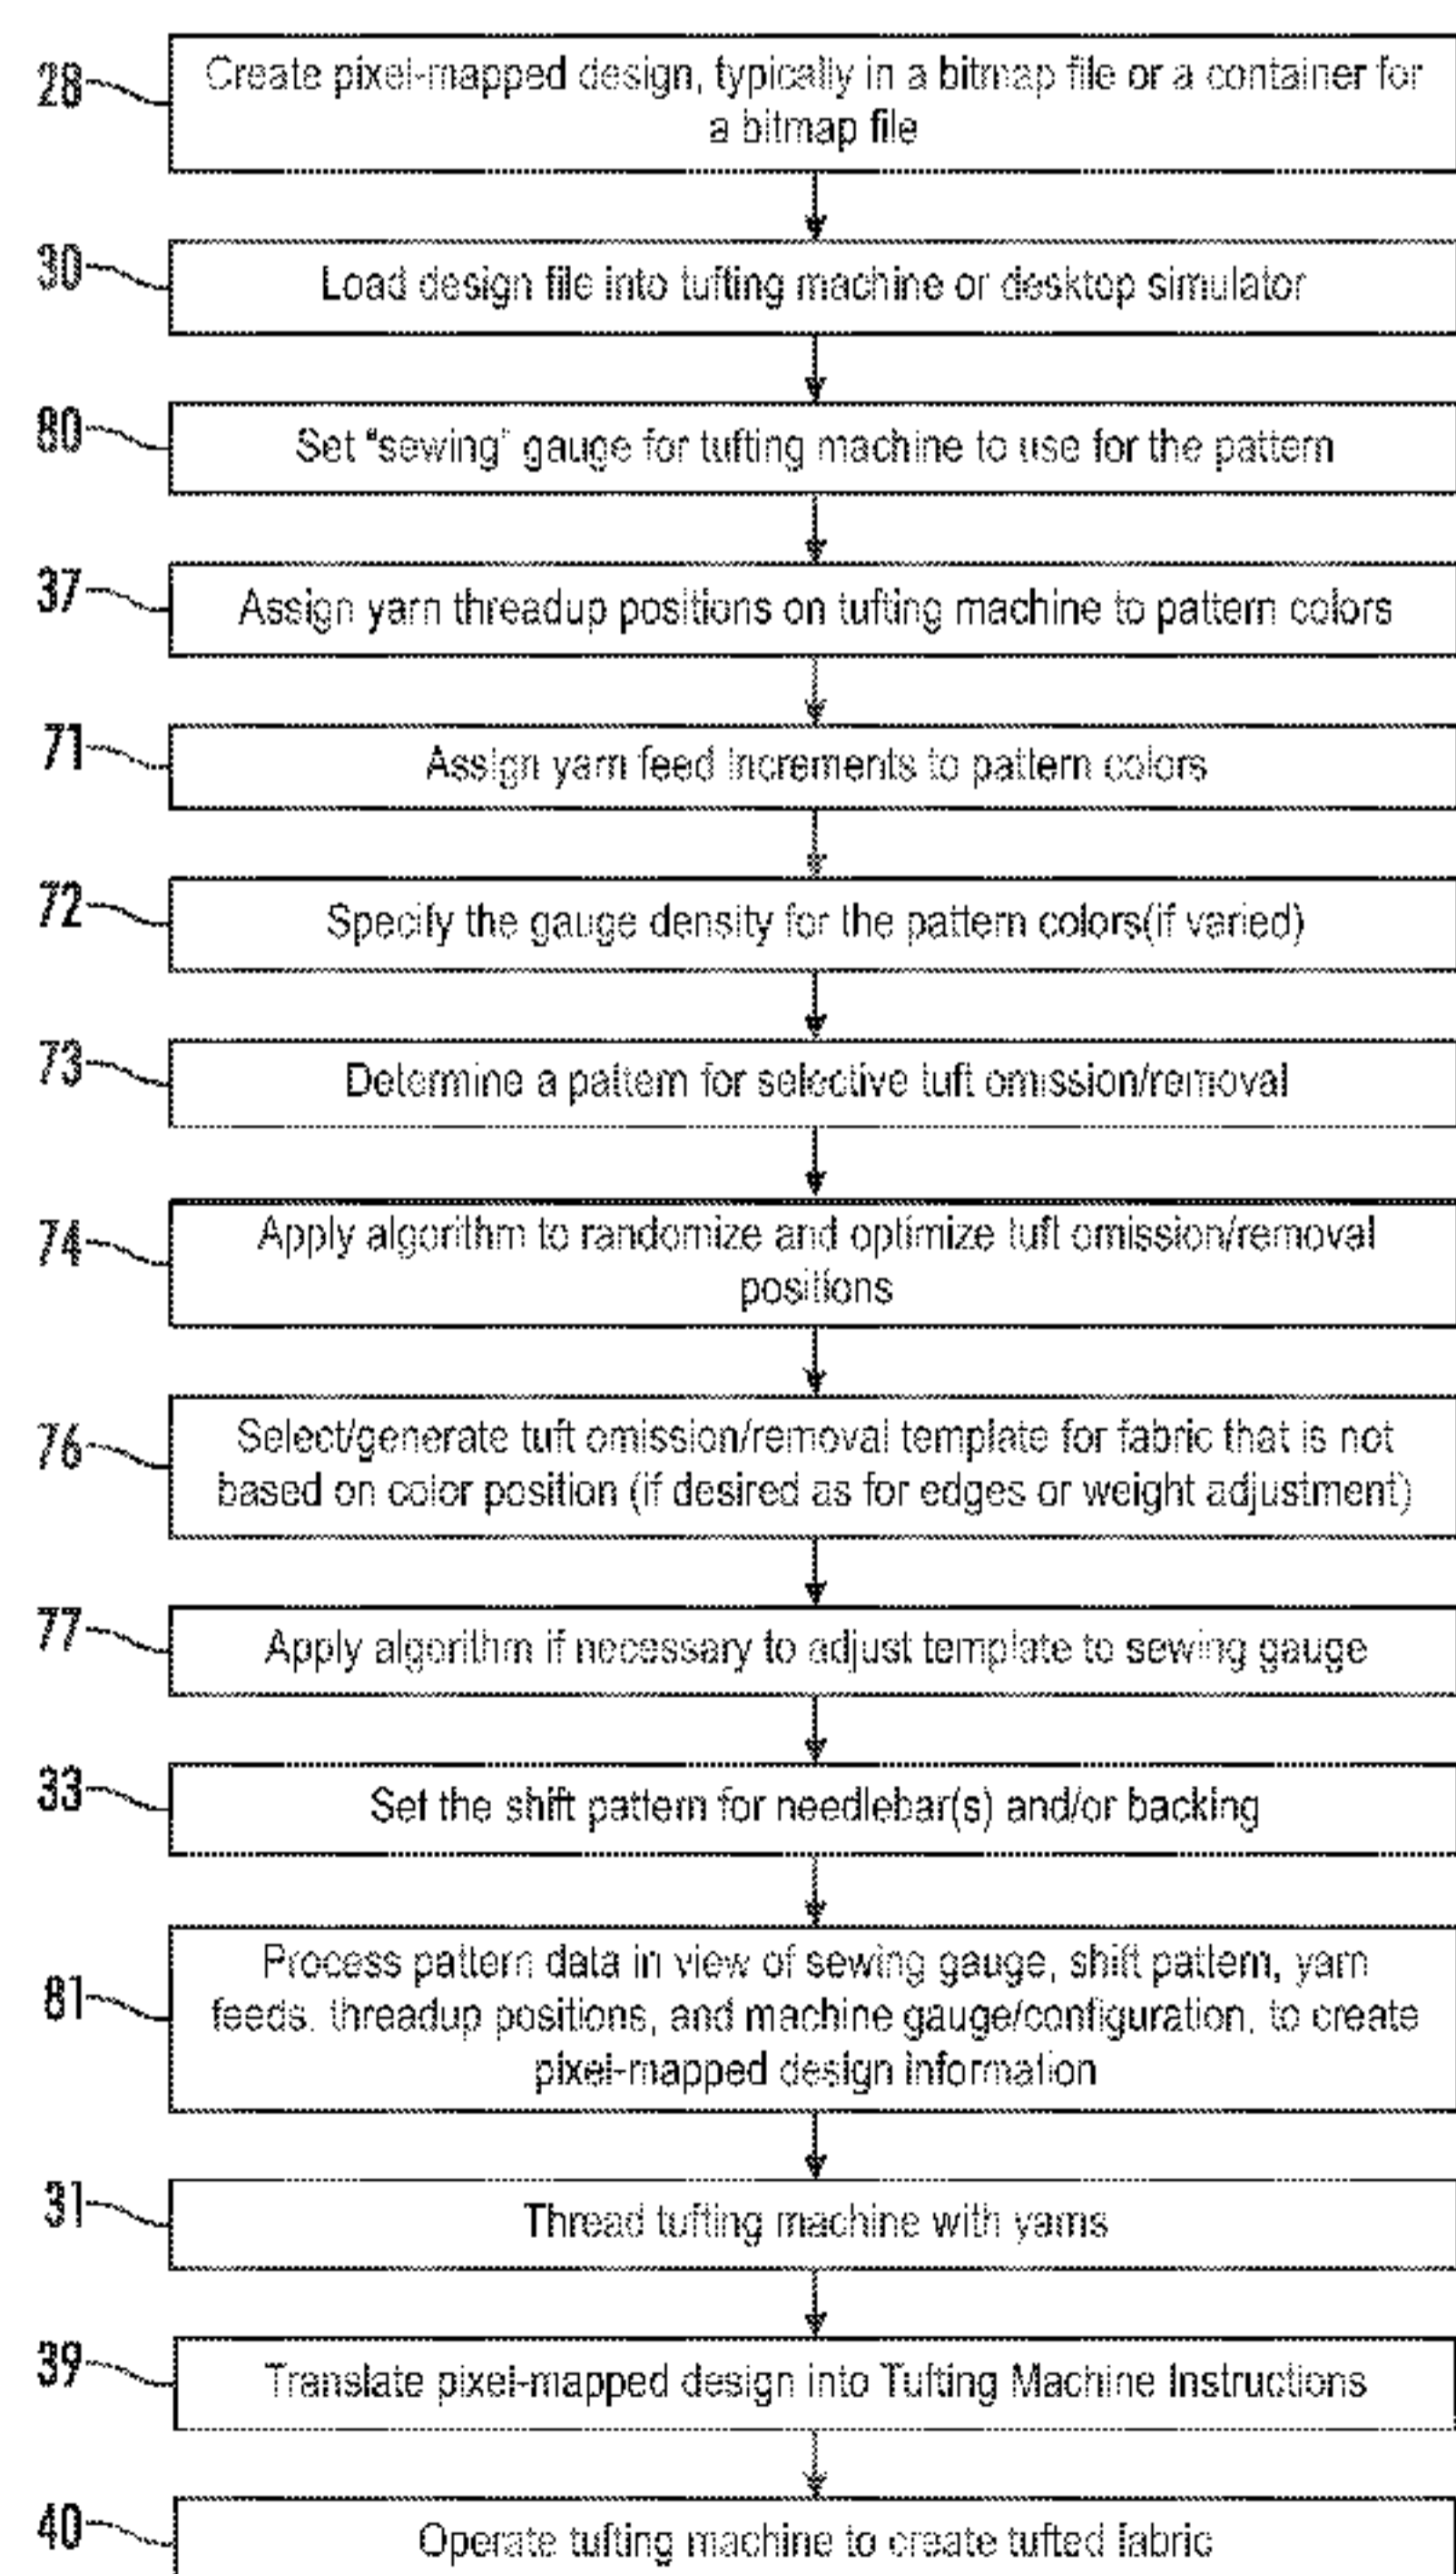 28
Create pixel-mapped design, typically in a bitmap file or a container for
a bitmap file
30
Load design file into tufting machine or desktop simulator
80
Set "sewing" gauge for tufting machine to use for the pattern
37
Assign yarn threadup positions on tufting machine to pattern colors
71
Assign yarn feed increments to pattern colors
72
Specify the gauge density for the pattern colors(if varied)
73
Determine a pattern for selective tuft omission/removal
74
Apply algorithm to randomize and optimize tuft omission/removal
positions
76
Select/generate tuft omission/removal template for fabric that is not
based on color position (if desired as for edges or weight adjustment)
77
Apply algorithm if necessary to adjust template to sewing gauge
33
Set the shift pattern for needlebar(s) and/or backing
81
Process pattern data in view of sewing gauge, shift pattern, yarn
feeds, threadup positions, and machine gauge/configuration, to create
pixel-mapped design information
31
Thread tufting machine with yarns
39
Translate pixel-mapped design into Tufting Machine Instructions
40
Operate tufting machine to create tufted fabric